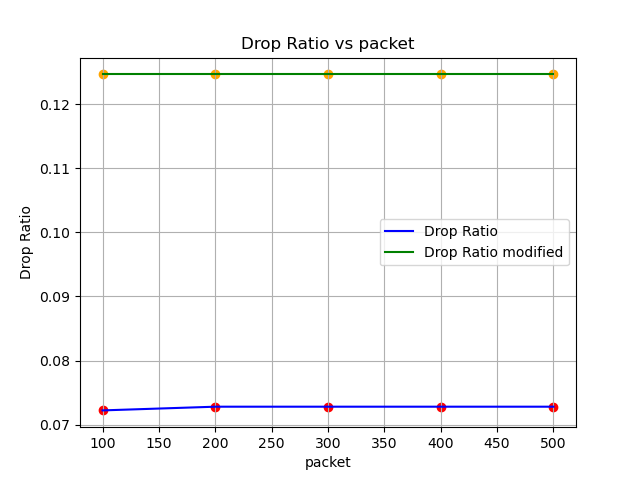 Drop Ratio vs packet
0.12
0.11
0.10
0.09
0.08
0.07
Drop Ratio
Drop Ratio
Drop Ratio modified
100 150 200 250 300 350 400 450 500
packet